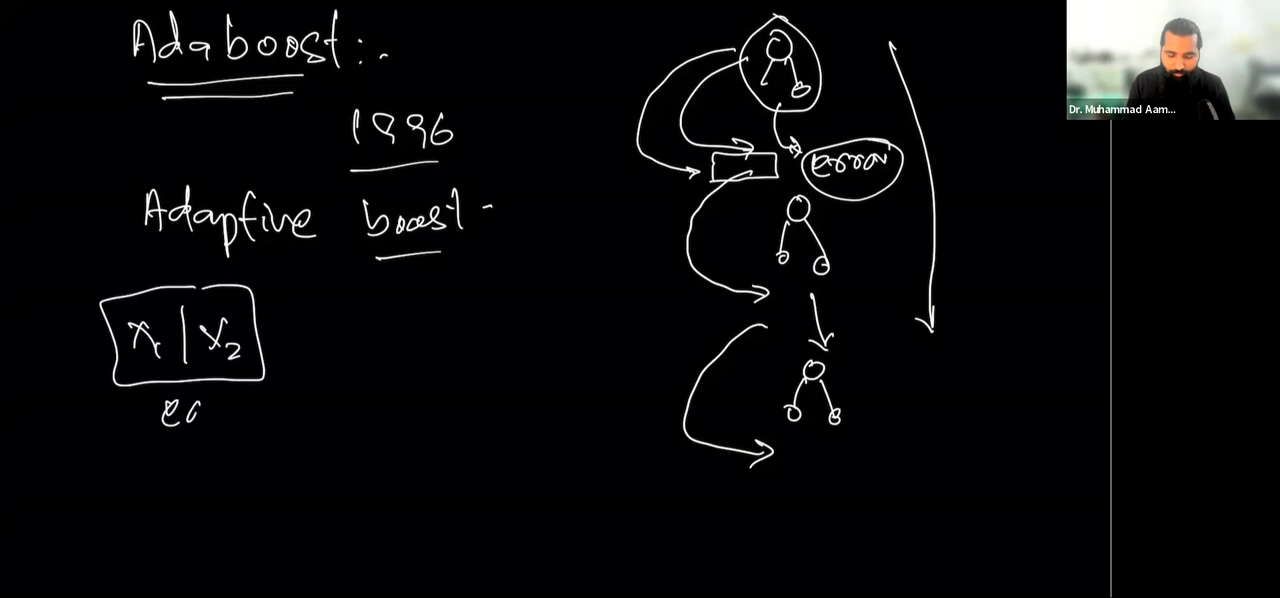 Adaboost:.
1996
Adaptive boost -
X1 | X2
error
Dr. Muhammad Aam...